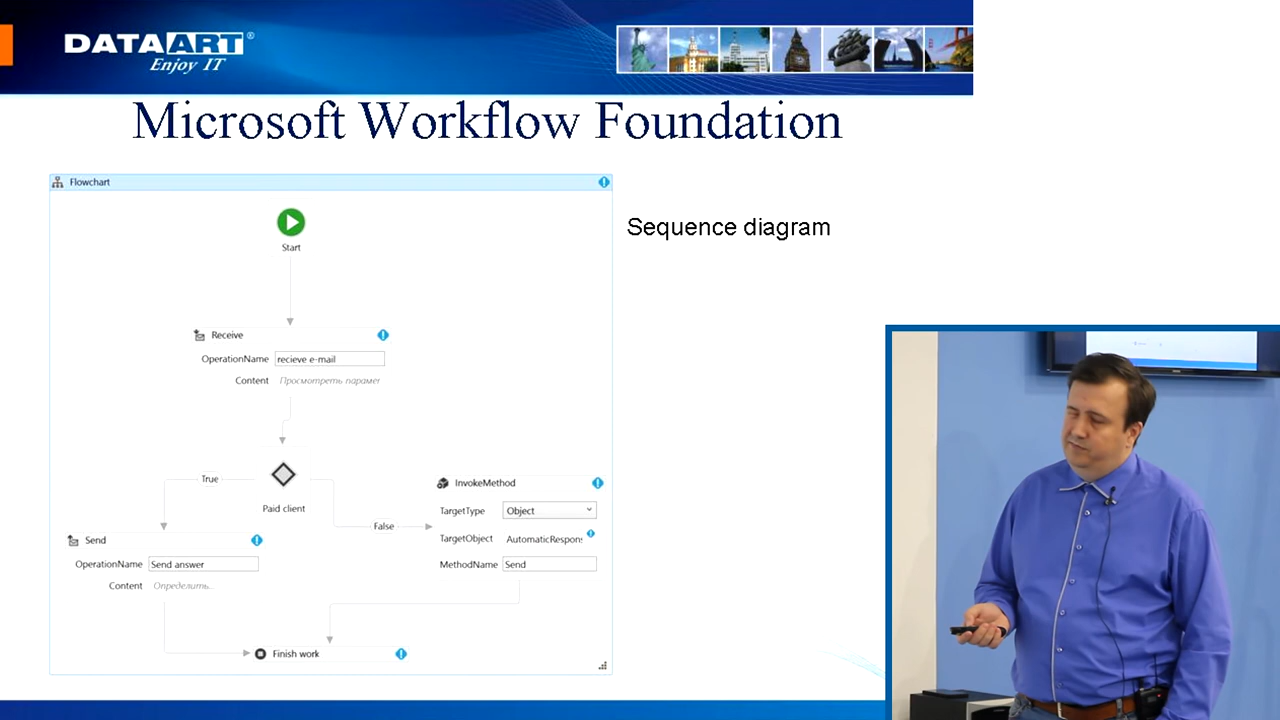 DATAART®
Enjoy IT
Microsoft Workflow Foundation
Flowchart
Sequence diagram
Start
Receive
OperationName recieve e-mail
Content Просмотреть парамег
True
Paid client
False
InvokeMethod
TargetType Object
TargetObject AutomaticRespons
MethodName Send
Send
OperationName Send answer
Content Определить...
Finish work